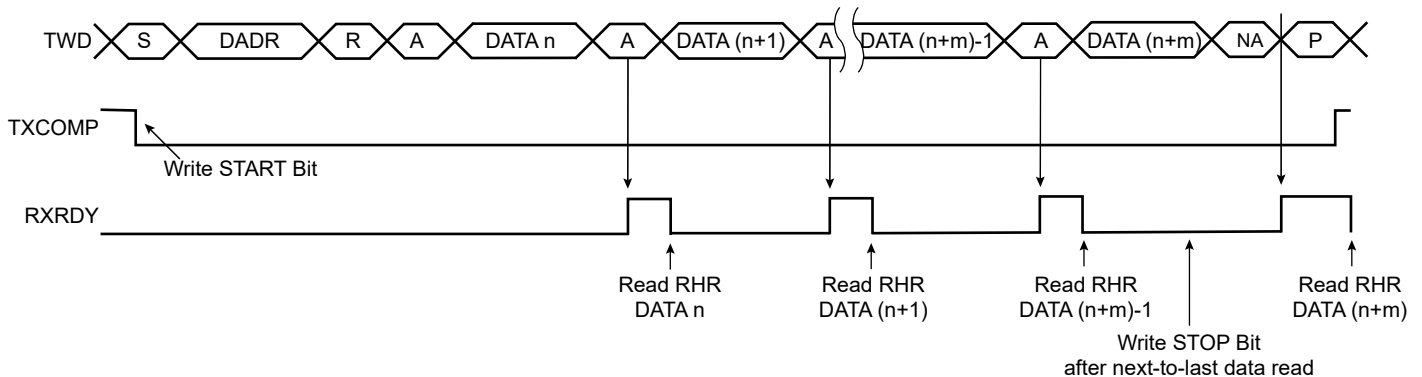 TWD S DADR R A DATA n A DATA (n+1) A DATA (n+m)-1 A DATA (n+m) NA P
TXCOMP
Write START Bit
RXRDY
Read RHR
DATA n
Read RHR
DATA (n+1)
Read RHR
DATA (n+m)-1
Read RHR
DATA (n+m)
Write STOP Bit
after next-to-last data read